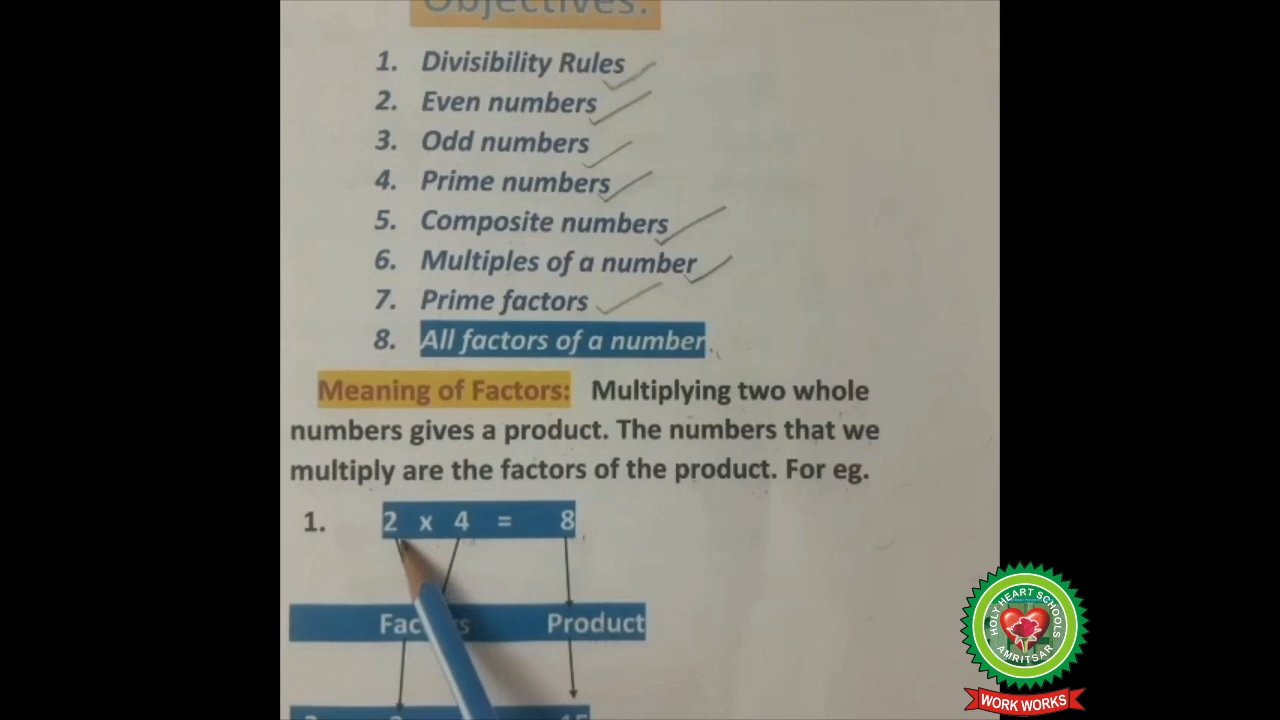 Objectives:
1. Divisibility Rules
2. Even numbers
3. Odd numbers
4. Prime numbers
5. Composite numbers
6. Multiples of a number
7. Prime factors
8. All factors of a number
Meaning of Factors: Multiplying two whole
numbers gives a product. The numbers that we
multiply are the factors of the product. For eg.
1. 2 x 4 = 8
Product
15
HOLY HEART SCHOOLS
AMRITSAR
WORK WORKS